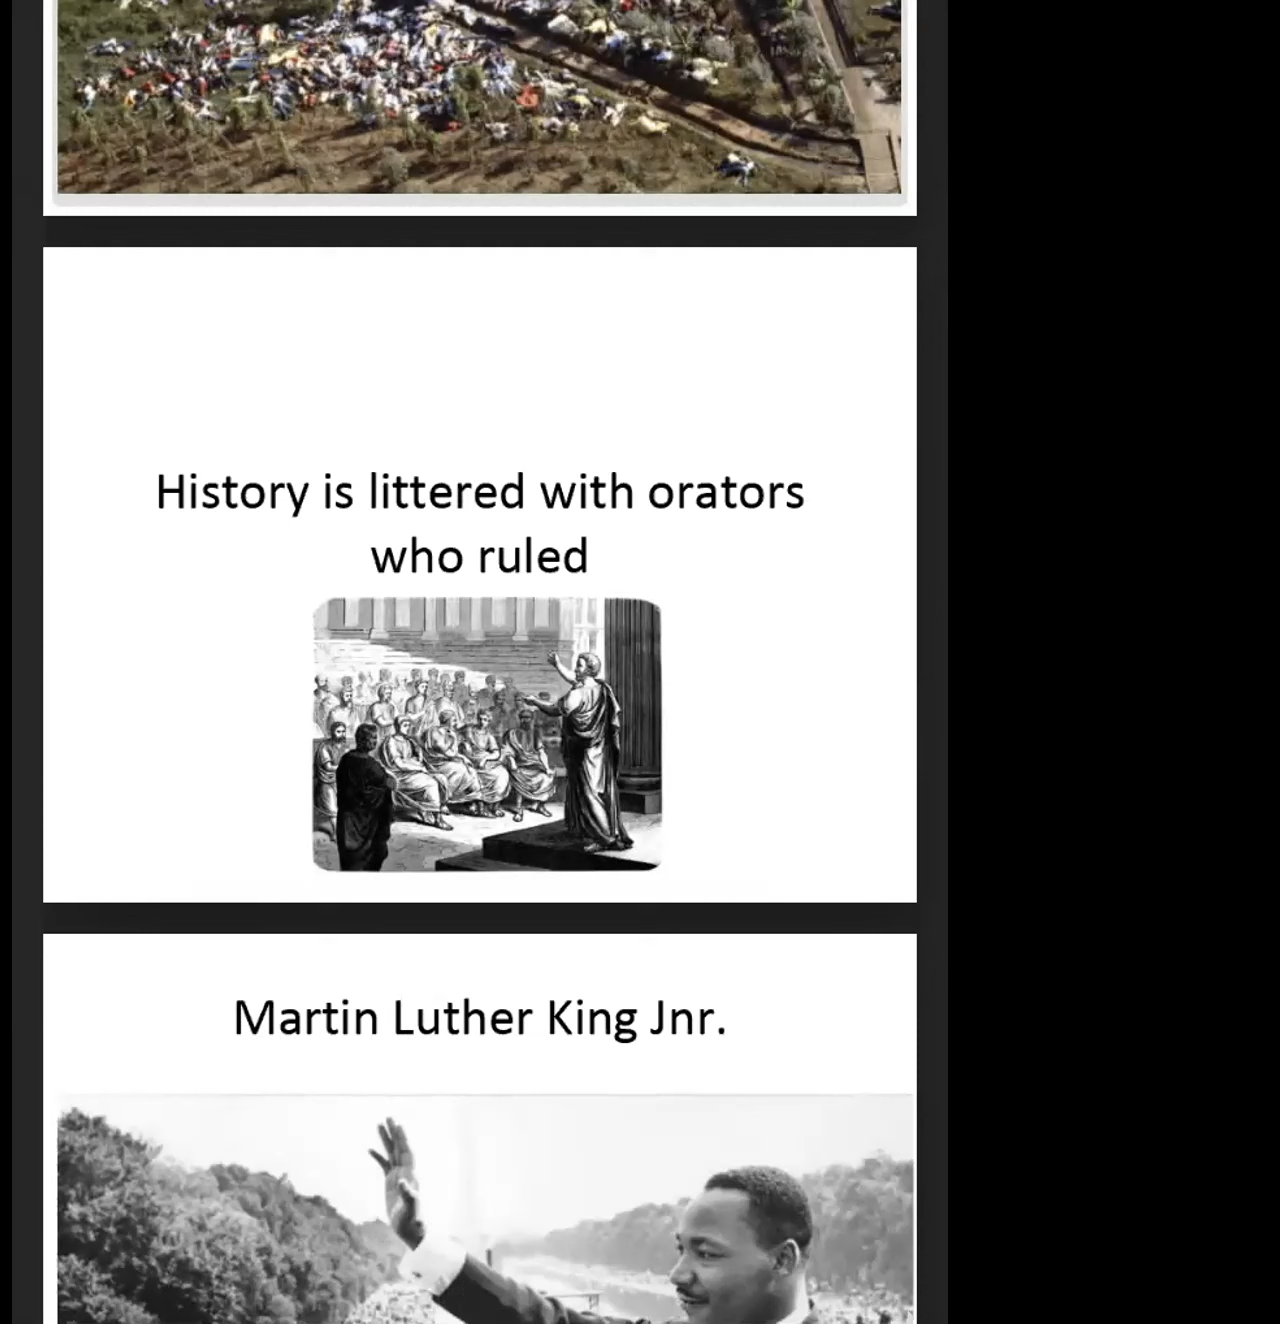 History is littered with orators
who ruled
Martin Luther King Jnr.